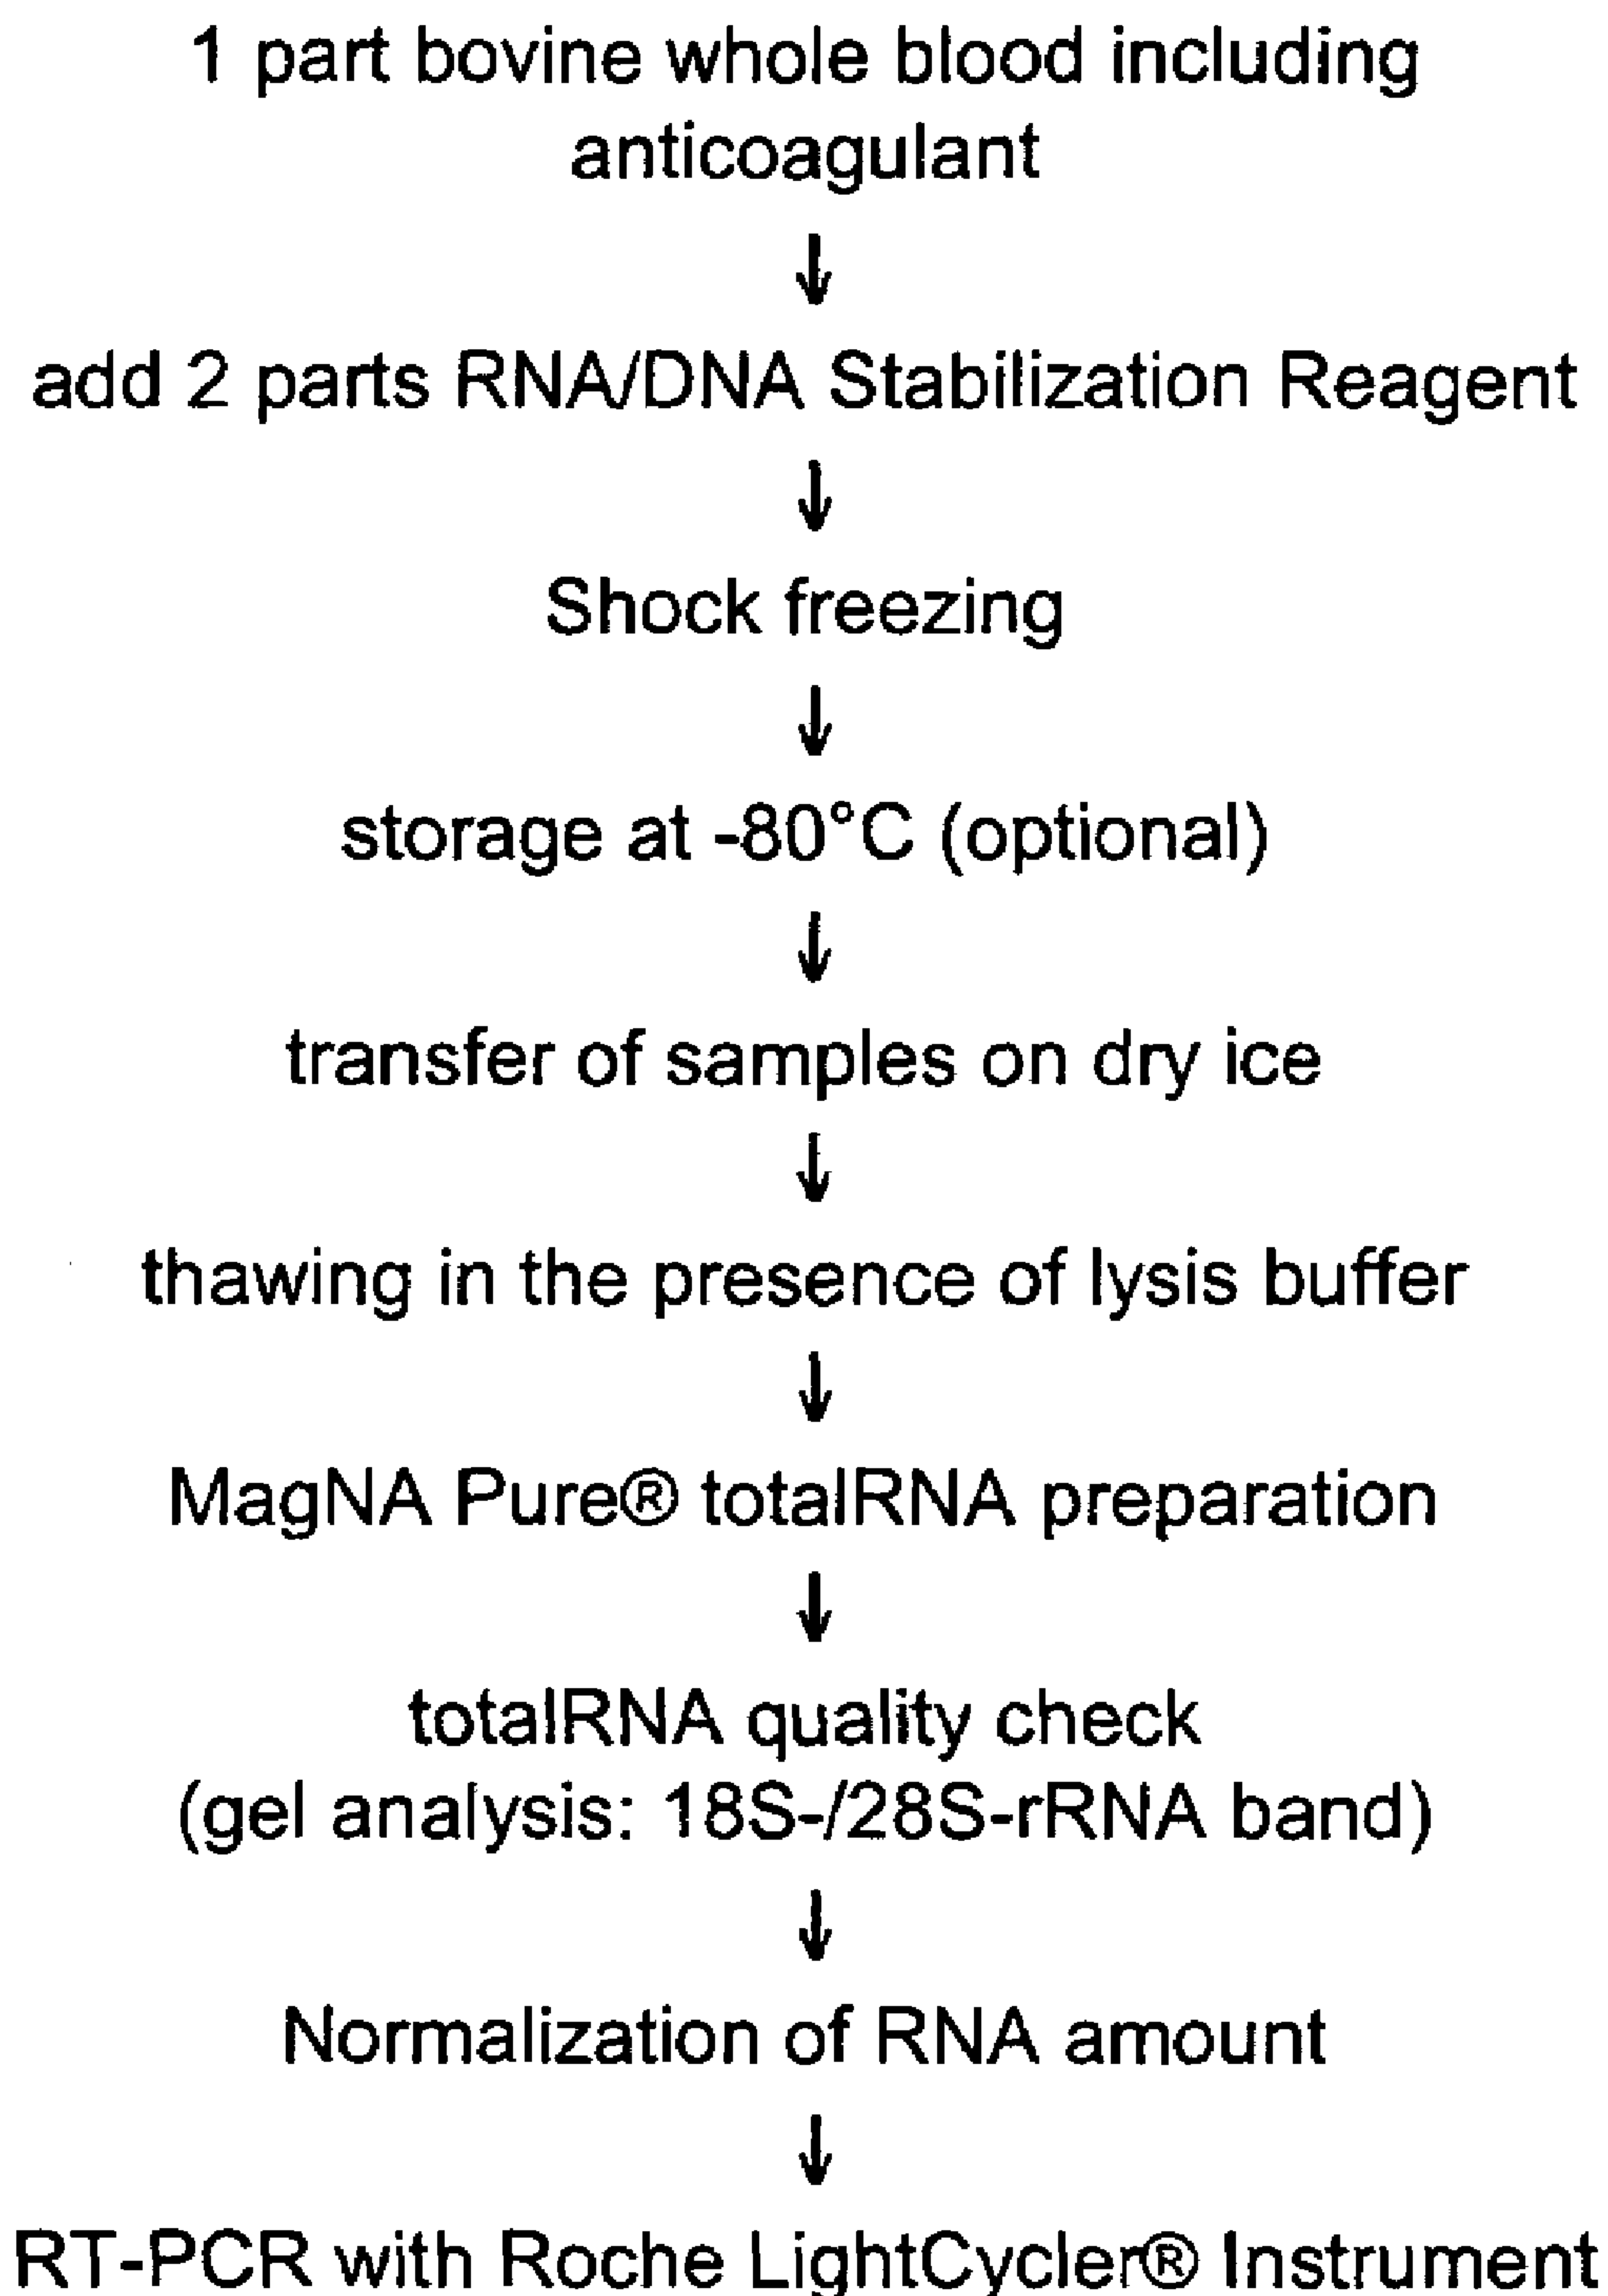 1 part bovine whole blood including
anticoagulant
↓
add 2 parts RNA/DNA Stabilization Reagent
↓
Shock freezing
↓
storage at -80°C (optional)
↓
transfer of samples on dry ice
↓
thawing in the presence of lysis buffer
↓
MagNA Pure® totalRNA preparation
↓
totalRNA quality check
(gel analysis: 18S-/28S-rRNA band)
↓
Normalization of RNA amount
↓
RT-PCR with Roche LightCycler® Instrument